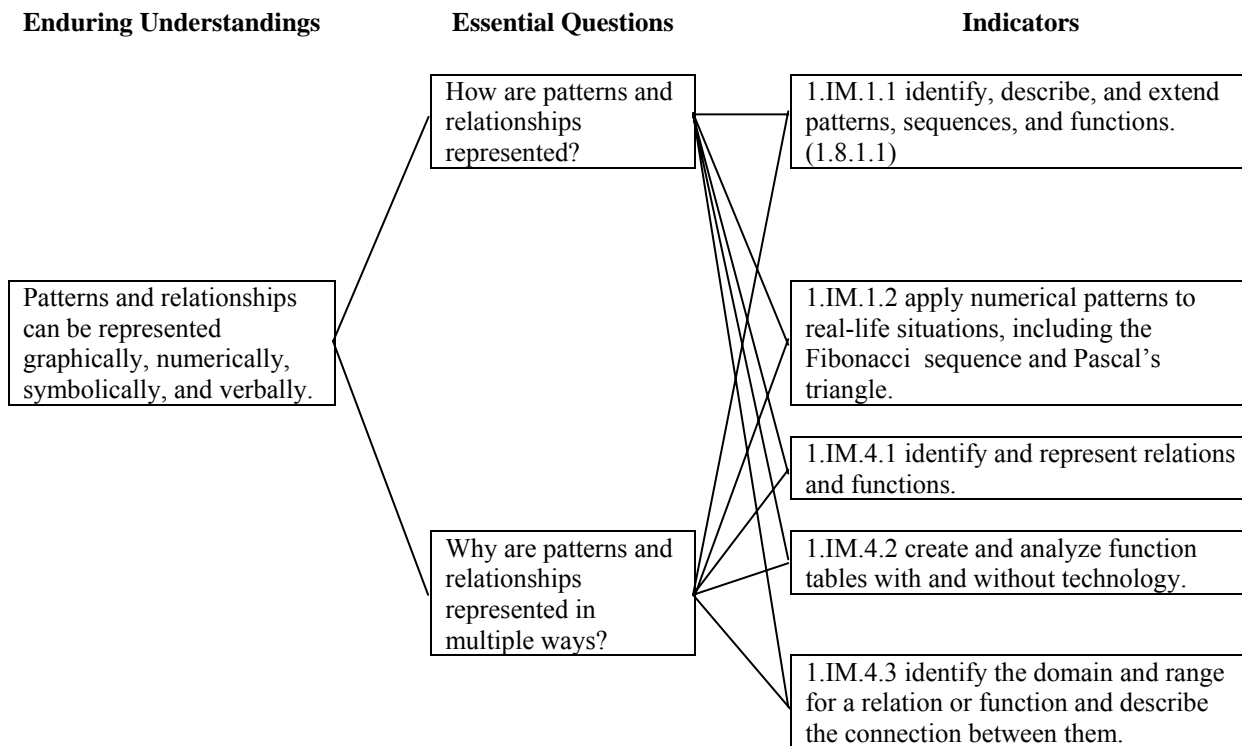 Enduring Understandings
Essential Questions
Indicators
How are patterns and
relationships
represented?
1.IM.1.1 identify, describe, and extend
patterns, sequences, and functions.
(1.8.1.1)
Patterns and relationships
can be represented
graphically, numerically,
symbolically, and verbally.
1.IM.1.2 apply numerical patterns to
real-life situations, including the
Fibonacci sequence and Pascal’s
triangle.
1.IM.4.1 identify and represent relations
and functions.
Why are patterns and
relationships
represented in
multiple ways?
1.IM.4.2 create and analyze function
tables with and without technology.
1.IM.4.3 identify the domain and range
for a relation or function and describe
the connection between them.